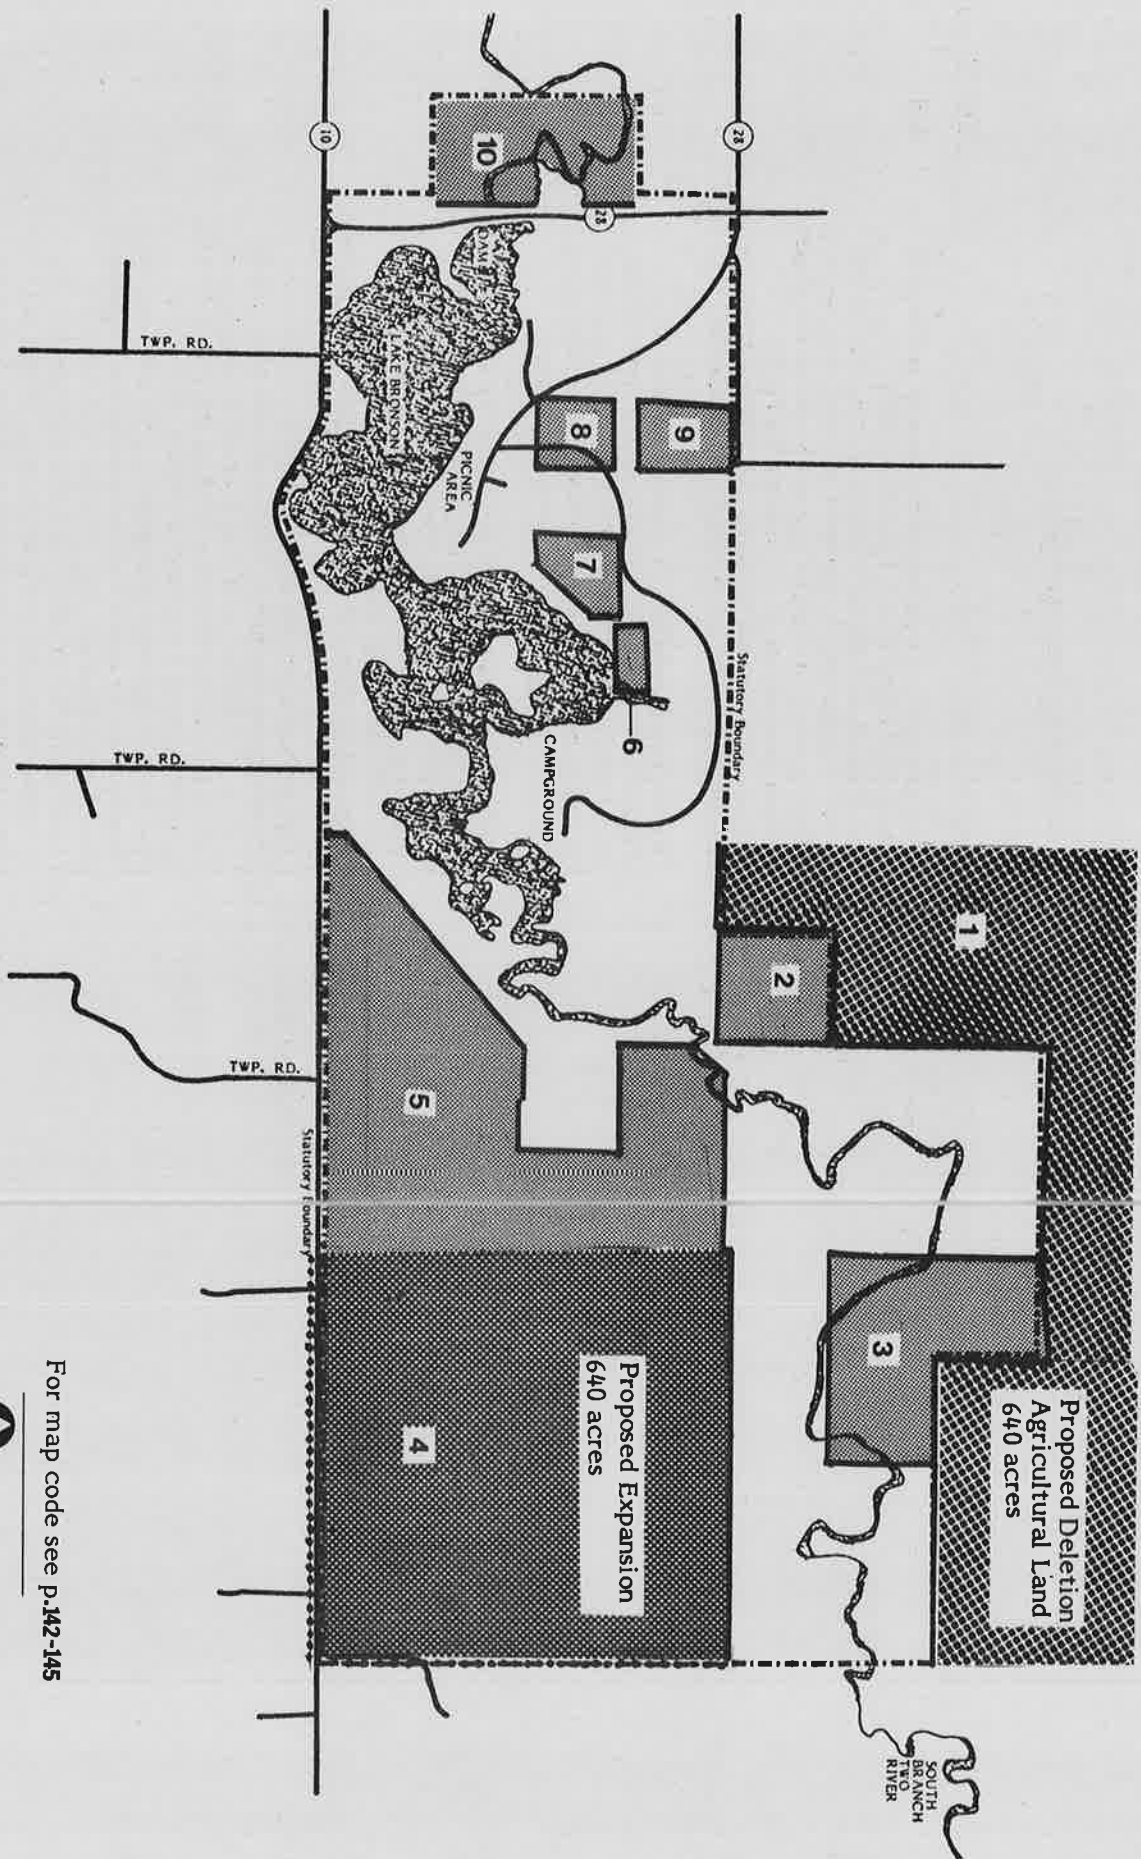 10
28
28
10
DAM
LAKE BRONSON
TWP. RD.
PICNIC
AREA
8
9
7
6
CAMPGROUND
Statutory Boundary
TWP. RD.
1
2
TWP. RD.
5
Statutory Boundary
3
4
Proposed Expansion
640 acres
Proposed Deletion
Agricultural Land
640 acres
SOUTH
BRANCH
TWO
RIVER
For map code see p.142-145